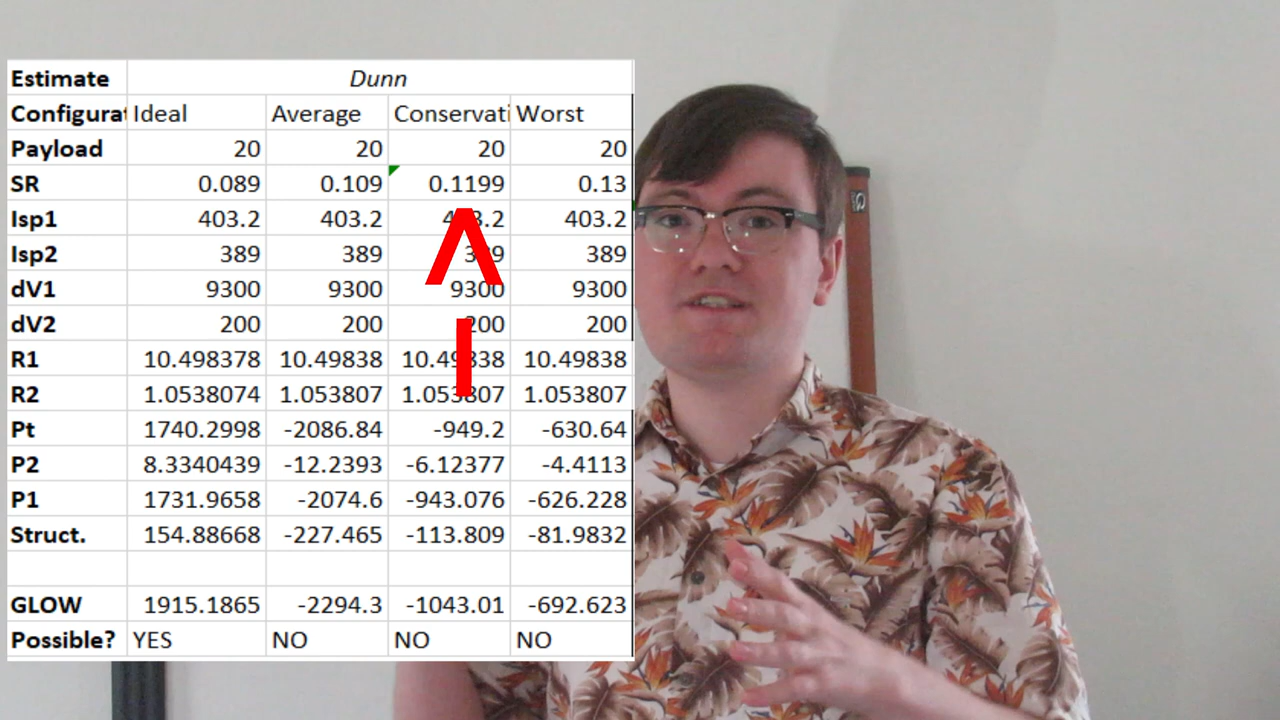 Estimate Dunn
Configurat Ideal Average Conservati Worst
Payload 20 20 20 20
SR 0.089 0.109 0.1199 0.13
Isp1 403.2 403.2 403.2
Isp2 389 389 389
dV1 9300 9300 9300 9300
dV2 200 200 200 200
R1 10.498378 10.49838 10.49838 10.49838
R2 1.0538074 1.053807 1.053807 1.053807
Pt 1740.2998 -2086.84 -949.2 -630.64
P2 8.3340439 -12.2393 -6.12377 -4.4113
P1 1731.9658 -2074.6 -943.076 -626.228
Struct. 154.88668 -227.465 -113.809 -81.9832
GLOW 1915.1865 -2294.3 -1043.01 -692.623
Possible? YES NO NO NO